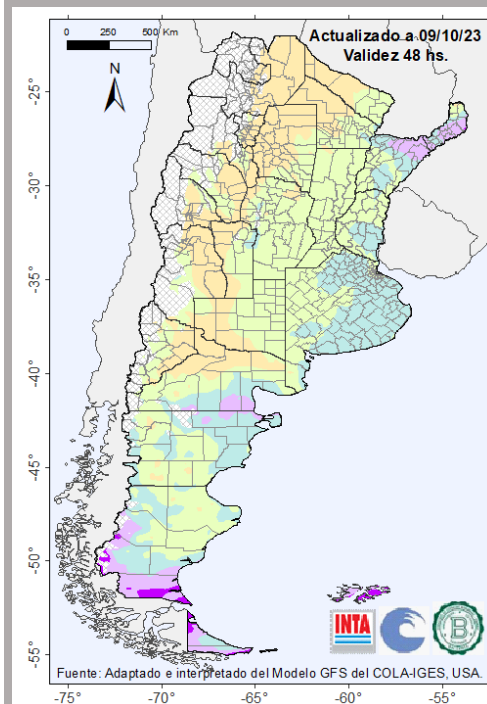 0 250 500 Km
Actualizado a 09/10/23
Validez 48 hs.
N
-25°
-30°
-35°
-40°
-45°
-50°
-55°
INTA
B
Fuente: Adaptado e interpretado del Modelo GFS del COLA-IGES, USA.
-75 -70 -65 -60 -55